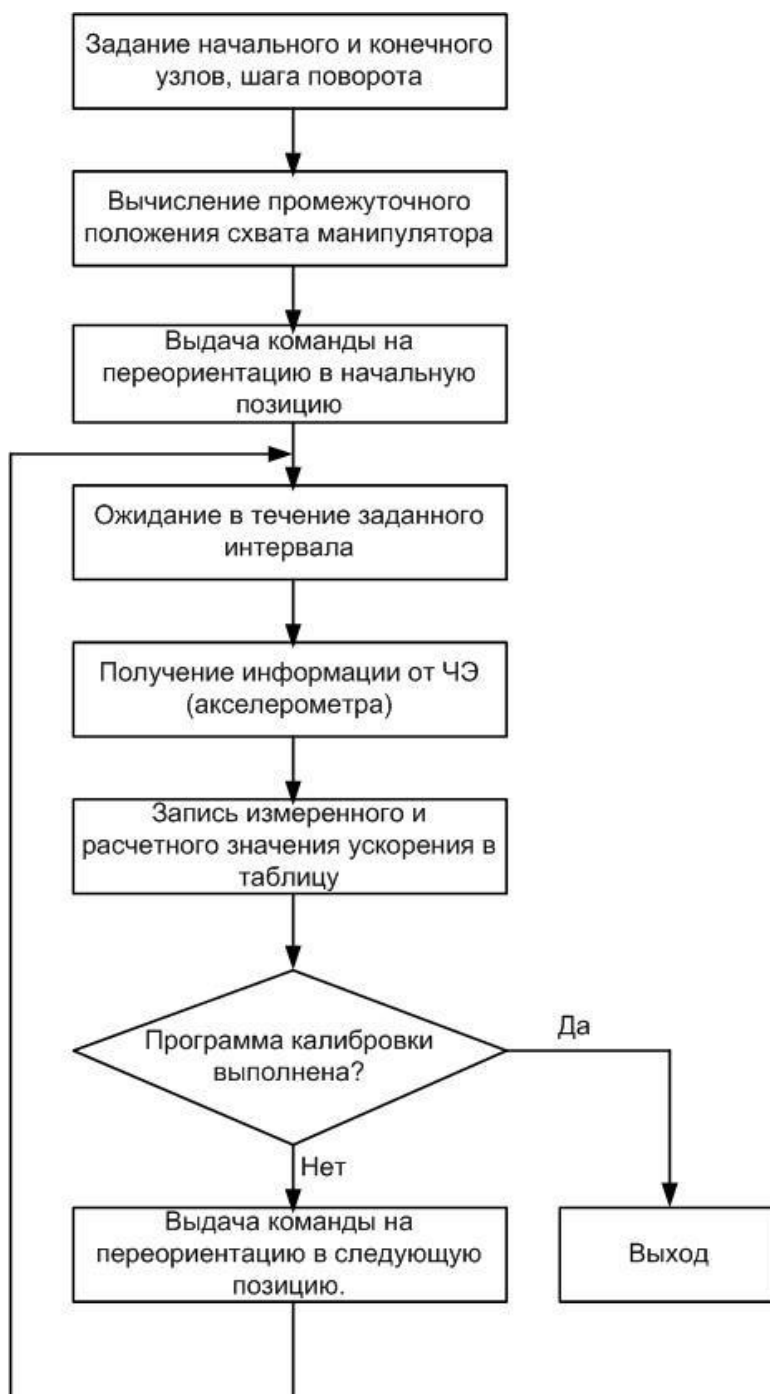 Задание начального и конечного
узлов, шага поворота
Вычисление промежуточного
положения схвата манипулятора
Выдача команды на
переориентацию в начальную
позицию
Ожидание в течение заданного
интервала
Получение информации от ЧЭ
(акселерометра)
Запись измеренного и
расчетного значения ускорения в
таблицу
Программа калибровки
выполнена?
Да
Нет
Выдача команды на
переориентацию в следующую
позицию.
Выход